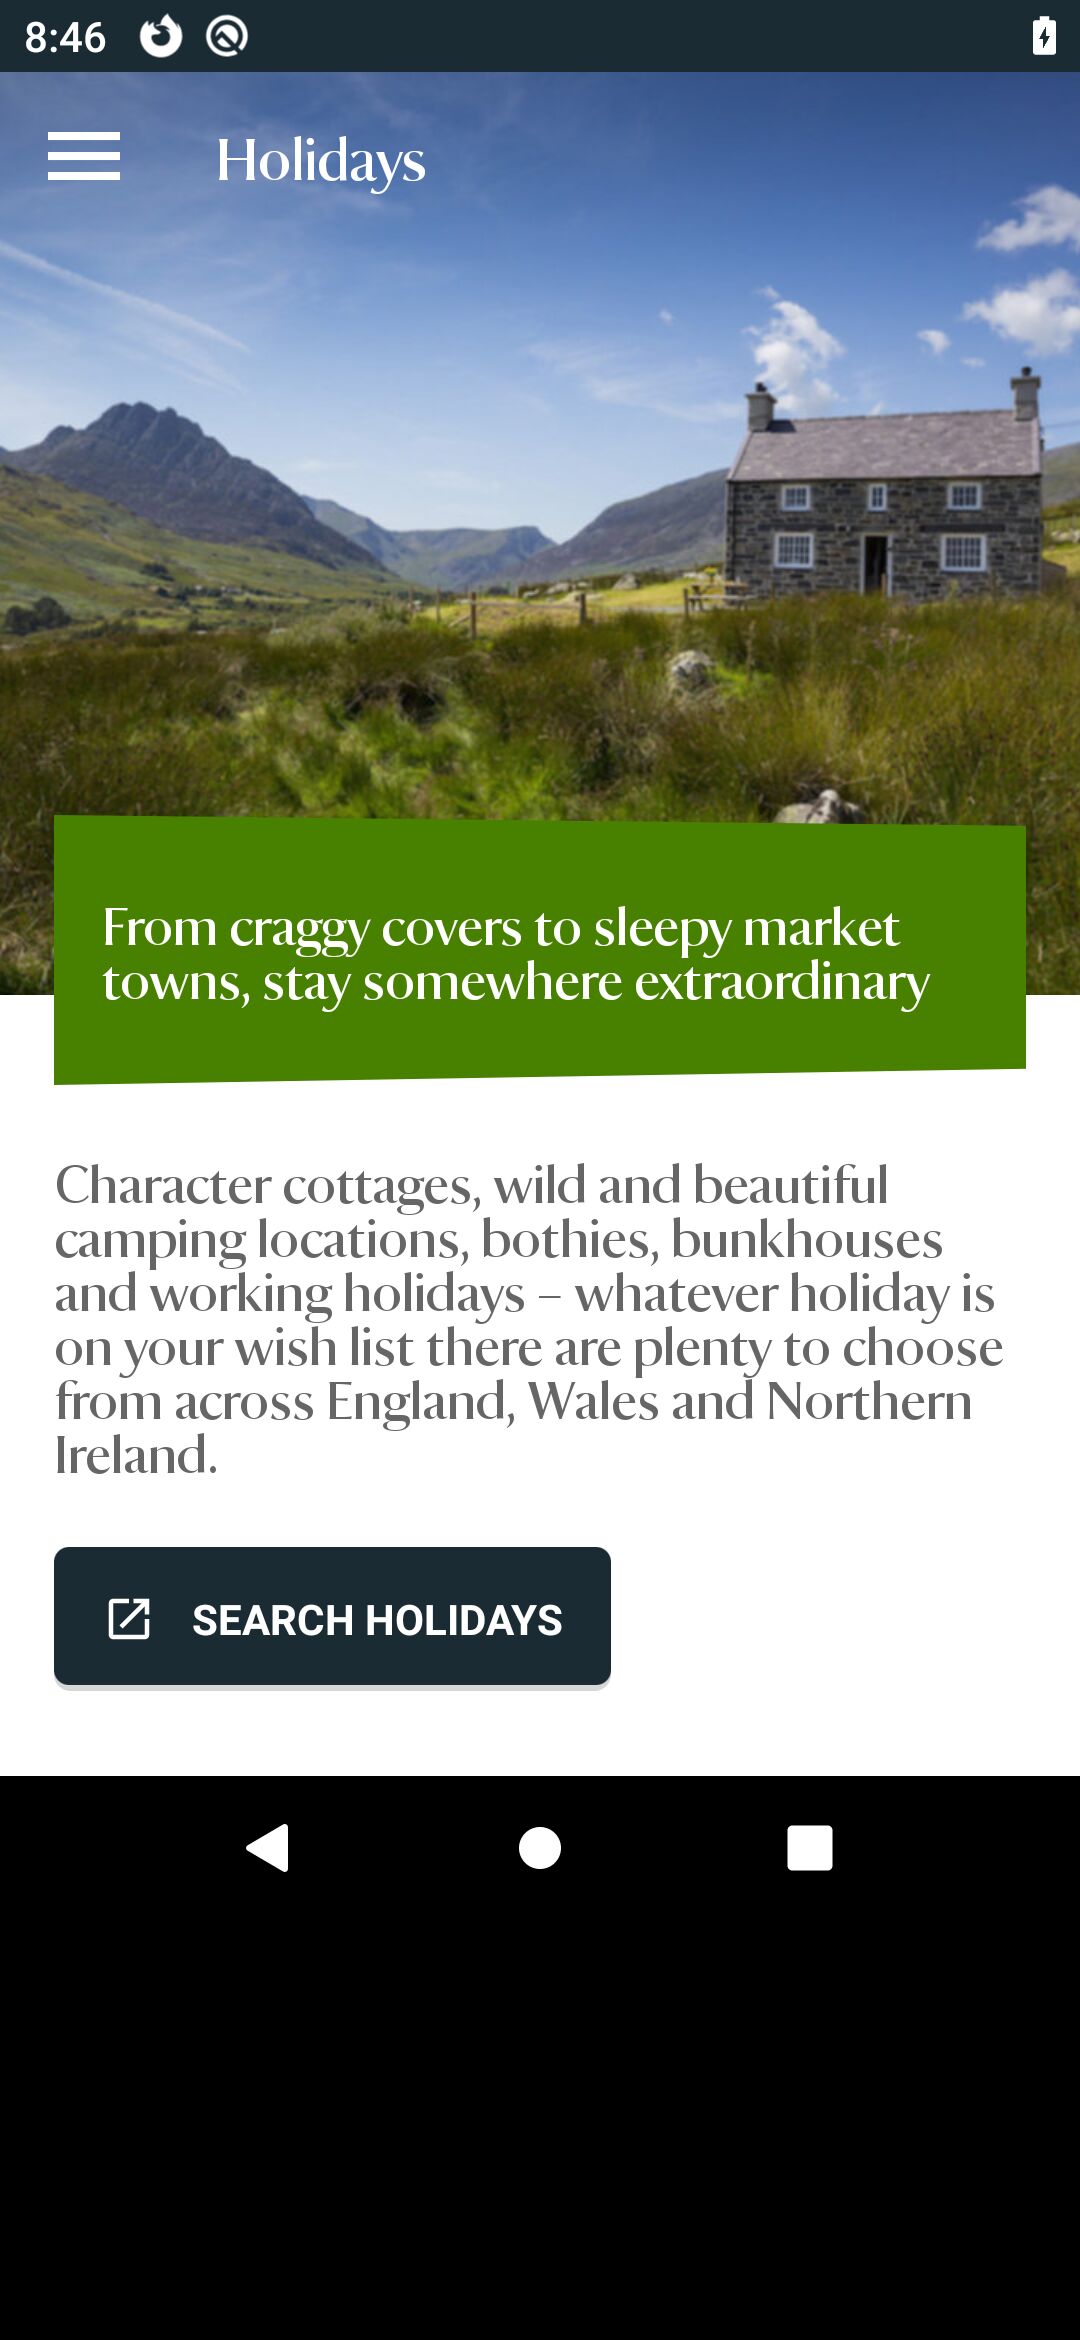 8:46
Holidays
From craggy covers to sleepy market
towns, stay somewhere extraordinary
Character cottages, wild and beautiful
camping locations, bothies, bunkhouses
and working holidays – whatever holiday is
on your wish list there are plenty to choose
from across England, Wales and Northern
Ireland.
SEARCH HOLIDAYS